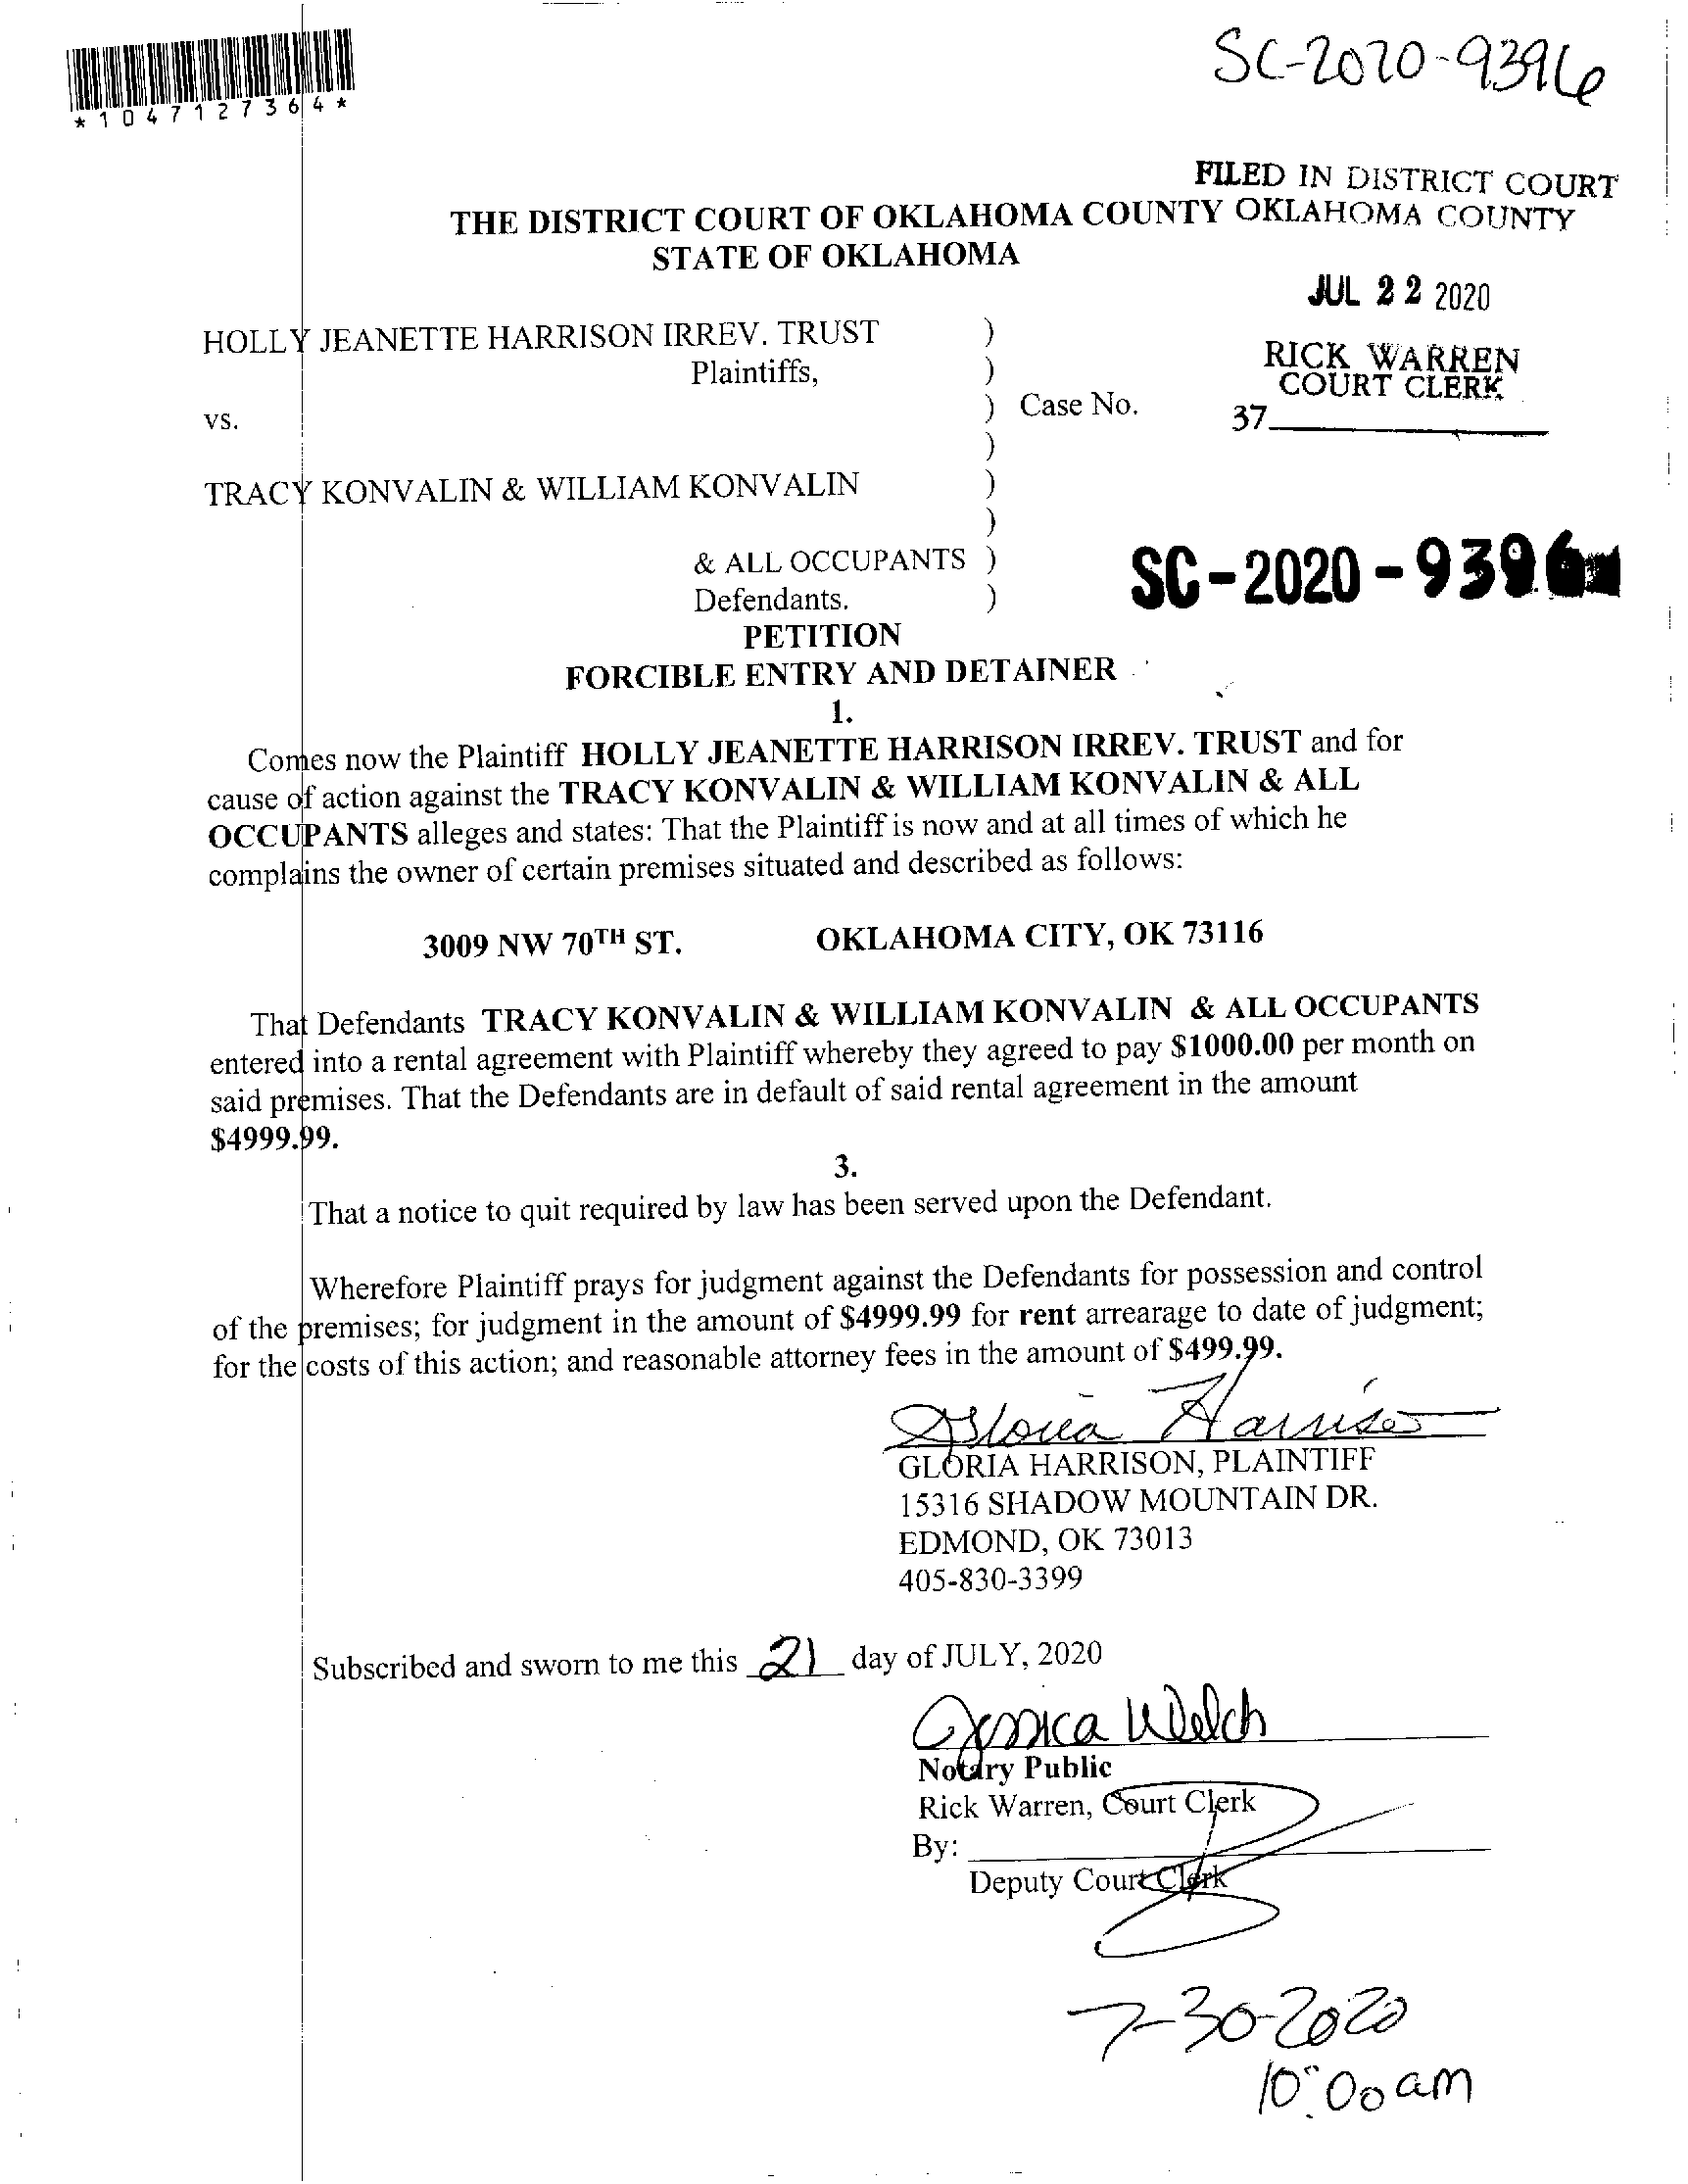 SC-2020-9396
*1047127364*
FILED IN DISTRICT COURT
THE DISTRICT COURT OF OKLAHOMA COUNTY OKLAHOMA COUNTY
STATE OF OKLAHOMA
JUL 22 2020
HOLLY JEANETTE HARRISON IRREV. TRUST )
RICK WARREN
Plaintiffs, )
COURT CLERK
vs. ) Case No. 37
)
TRACY KONVALIN & WILLIAM KONVALIN )
)
& ALL OCCUPANTS )
SC-2020-9396
Defendants. )
PETITION
FORCIBLE ENTRY AND DETAINER
1.
Comes now the Plaintiff HOLLY JEANETTE HARRISON IRREV. TRUST and for
cause of action against the TRACY KONVALIN & WILLIAM KONVALIN & ALL
OCCUPANTS alleges and states: That the Plaintiff is now and at all times of which he
complains the owner of certain premises situated and described as follows:
3009 NW 70TH ST. OKLAHOMA CITY, OK 73116
That Defendants TRACY KONVALIN & WILLIAM KONVALIN & ALL OCCUPANTS
entered into a rental agreement with Plaintiff whereby they agreed to pay $1000.00 per month on
said premises. That the Defendants are in default of said rental agreement in the amount
$4999.99.
3.
That a notice to quit required by law has been served upon the Defendant.
Wherefore Plaintiff prays for judgment against the Defendants for possession and control
of the premises; for judgment in the amount of $4999.99 for rent arrearage to date of judgment;
for the costs of this action; and reasonable attorney fees in the amount of $499.99.
Gloria Harrison
GLORIA HARRISON, PLAINTIFF
15316 SHADOW MOUNTAIN DR.
EDMOND, OK 73013
405-830-3399
Subscribed and sworn to me this 21 day of JULY, 2020
Jessica Welch
Notary Public
Rick Warren, Court Clerk
By:
Deputy Court Clerk
7-30-2020
10:00 am